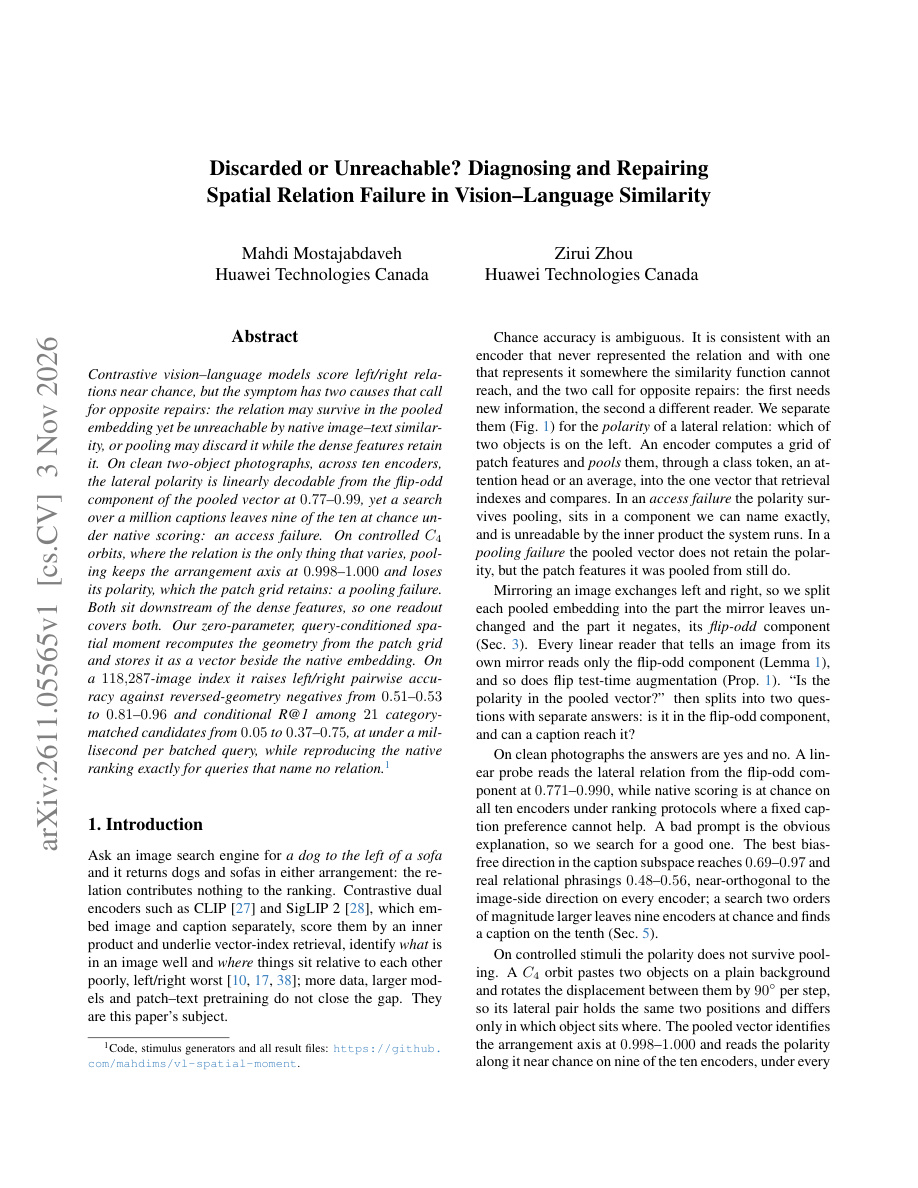 Discarded or Unreachable? Diagnosing and Repairing
Spatial Relation Failure in Vision–Language Similarity
Mahdi Mostajabdaveh
Huawei Technologies Canada
Zirui Zhou
Huawei Technologies Canada
arXiv:2611.05565v1 [cs.CV] 3 Nov 2026
Abstract
Contrastive vision–language models score left/right rela-
tions near chance, but the symptom has two causes that call
for opposite repairs: the relation may survive in the pooled
embedding yet be unreachable by native image–text similar-
ity, or pooling may discard it while the dense features retain
it. On clean two-object photographs, across ten encoders,
the lateral polarity is linearly decodable from the flip-odd
component of the pooled vector at 0.77–0.99, yet a search
over a million captions leaves nine of the ten at chance un-
der native scoring: an access failure. On controlled C4
orbits, where the relation is the only thing that varies, pool-
ing keeps the arrangement axis at 0.998–1.000 and loses
its polarity, which the patch grid retains: a pooling failure.
Both sit downstream of the dense features, so one readout
covers both. Our zero-parameter, query-conditioned spa-
tial moment recomputes the geometry from the patch grid
and stores it as a vector beside the native embedding. On
a 118,287-image index it raises left/right pairwise accu-
racy against reversed-geometry negatives from 0.51–0.53
to 0.81–0.96 and conditional R@1 among 21 category-
matched candidates from 0.05 to 0.37–0.75, at under a mil-
lisecond per batched query, while reproducing the native
ranking exactly for queries that name no relation.1
1. Introduction
Ask an image search engine for a dog to the left of a sofa
and it returns dogs and sofas in either arrangement: the re-
lation contributes nothing to the ranking. Contrastive dual
encoders such as CLIP [27] and SigLIP 2 [28], which em-
bed image and caption separately, score them by an inner
product and underlie vector-index retrieval, identify what is
in an image well and where things sit relative to each other
poorly, left/right worst [10, 17, 38]; more data, larger mod-
els and patch–text pretraining do not close the gap. They
are this paper's subject.
1Code, stimulus generators and all result files: https://github.
com/mahdims/vl-spatial-moment.
Chance accuracy is ambiguous. It is consistent with an
encoder that never represented the relation and with one
that represents it somewhere the similarity function cannot
reach, and the two call for opposite repairs: the first needs
new information, the second a different reader. We separate
them (Fig. 1) for the polarity of a lateral relation: which of
two objects is on the left. An encoder computes a grid of
patch features and pools them, through a class token, an at-
tention head or an average, into the one vector that retrieval
indexes and compares. In an access failure the polarity sur-
vives pooling, sits in a component we can name exactly,
and is unreadable by the inner product the system runs. In a
pooling failure the pooled vector does not retain the polar-
ity, but the patch features it was pooled from still do.
Mirroring an image exchanges left and right, so we split
each pooled embedding into the part the mirror leaves un-
changed and the part it negates, its flip-odd component
(Sec. 3). Every linear reader that tells an image from its
own mirror reads only the flip-odd component (Lemma 1),
and so does flip test-time augmentation (Prop. 1). “Is the
polarity in the pooled vector?” then splits into two ques-
tions with separate answers: is it in the flip-odd component,
and can a caption reach it?
On clean photographs the answers are yes and no. A lin-
ear probe reads the lateral relation from the flip-odd com-
ponent at 0.771–0.990, while native scoring is at chance on
all ten encoders under ranking protocols where a fixed cap-
tion preference cannot help. A bad prompt is the obvious
explanation, so we search for a good one. The best bias-
free direction in the caption subspace reaches 0.69–0.97 and
real relational phrasings 0.48–0.56, near-orthogonal to the
image-side direction on every encoder; a search two orders
of magnitude larger leaves nine encoders at chance and finds
a caption on the tenth (Sec. 5).
On controlled stimuli the polarity does not survive pool-
ing. A C4 orbit pastes two objects on a plain background
and rotates the displacement between them by 90° per step,
so its lateral pair holds the same two positions and differs
only in which object sits where. The pooled vector identifies
the arrangement axis at 0.998–1.000 and reads the polarity
along it near chance on nine of the ten encoders, under every